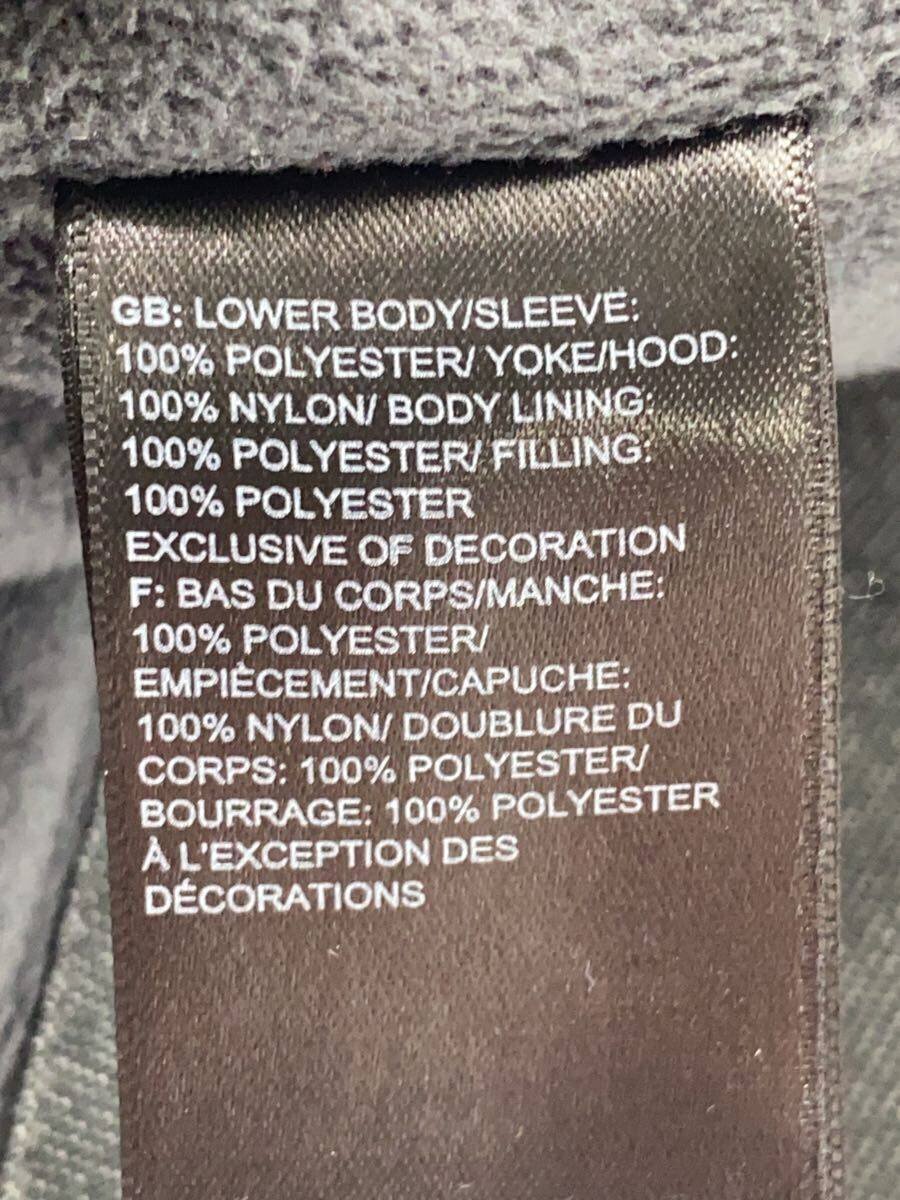 GB: LOWER BODY/SLEEVE:
100% POLYESTER/ YOKE/HOOD:
100% NYLON/ BODY LINING:
100% POLYESTER/ FILLING:
100% POLYESTER
EXCLUSIVE OF DECORATION
F: BAS DU CORPS/MANCHE:
100% POLYESTER/
EMPIÈCEMENT/CAPUCHE:
100% NYLON/ DOUBLURE DU
CORPS: 100% POLYESTER/
BOURRAGE: 100% POLYESTER
À L'EXCEPTION DES
DÉCORATIONS